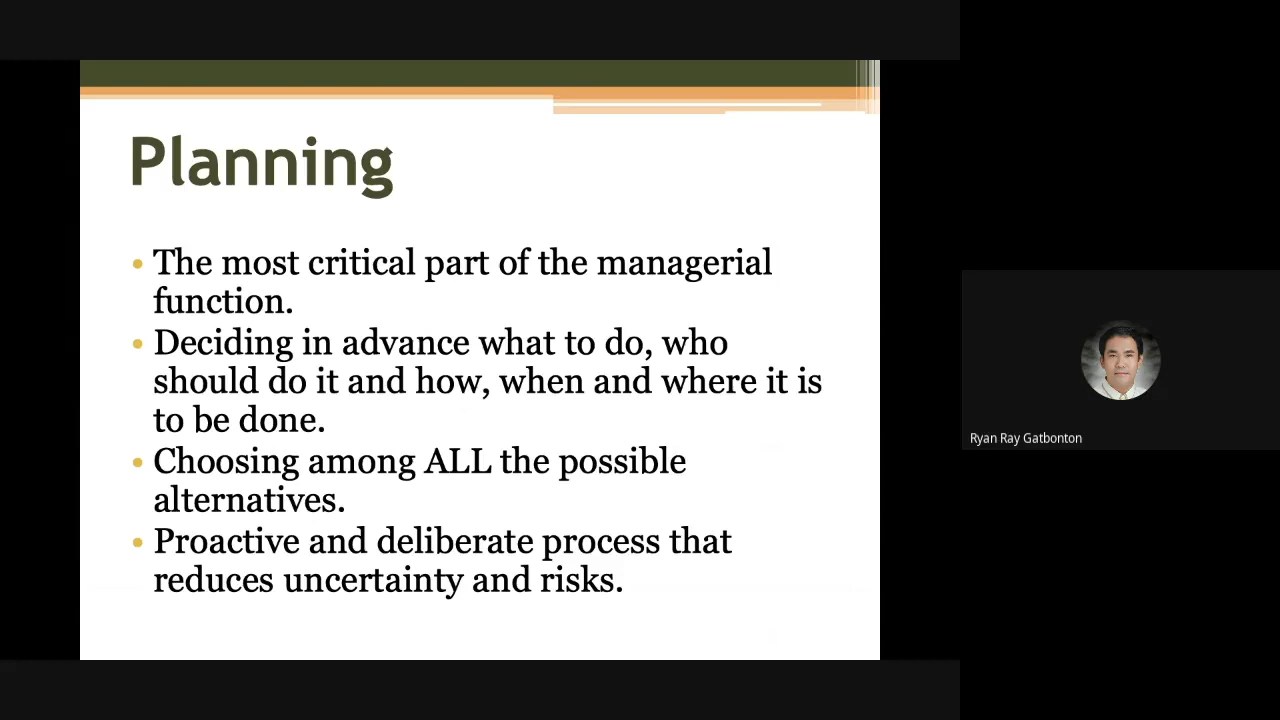 Planning
• The most critical part of the managerial
function.
• Deciding in advance what to do, who
should do it and how, when and where it is
to be done.
• Choosing among ALL the possible
alternatives.
• Proactive and deliberate process that
reduces uncertainty and risks.
Ryan Ray Gatbonton